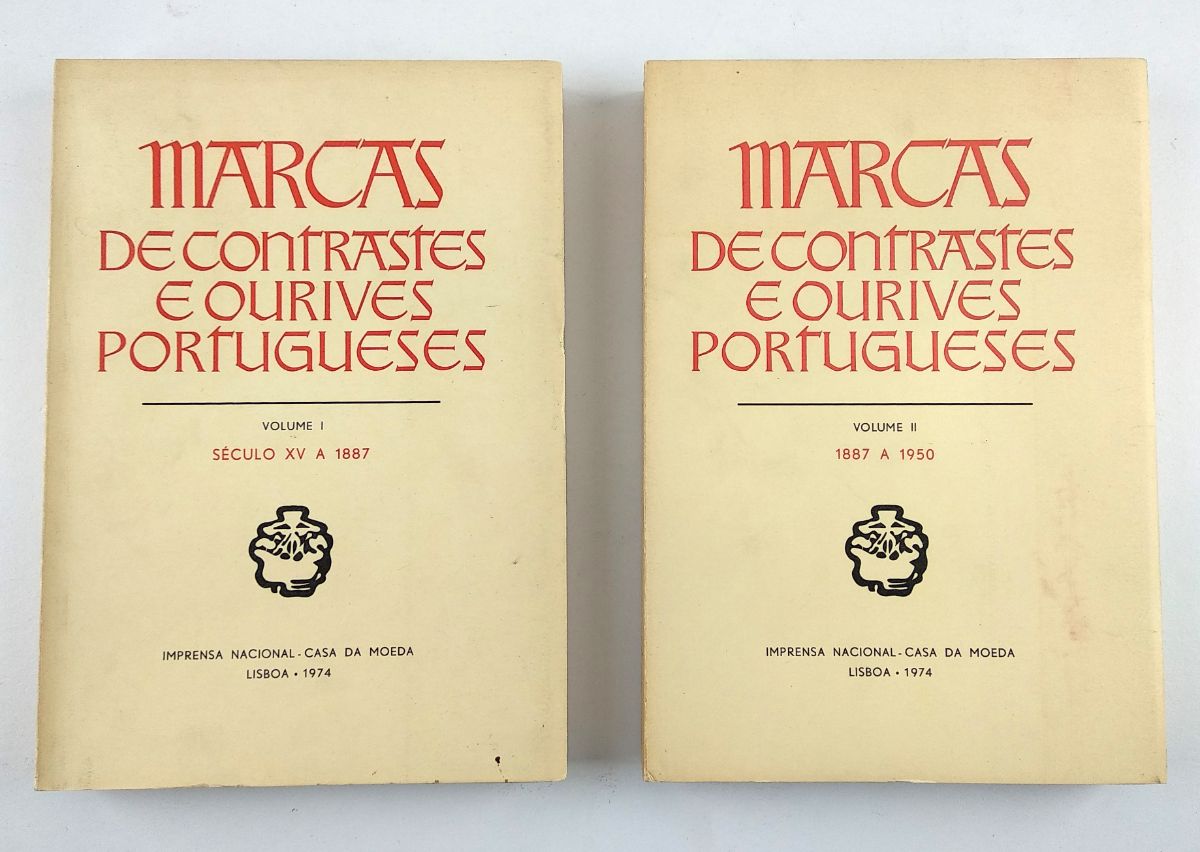 MARCAS
DE CONTRASTES
E OURIVES
PORTUGUESES
VOLUME I
SÉCULO XV A 1887
IMPRENSA NACIONAL - CASA DA MOEDA
LISBOA • 1974
MARCAS
DE CONTRASTES
E OURIVES
PORTUGUESES
VOLUME II
1887 A 1950
IMPRENSA NACIONAL - CASA DA MOEDA
LISBOA • 1974